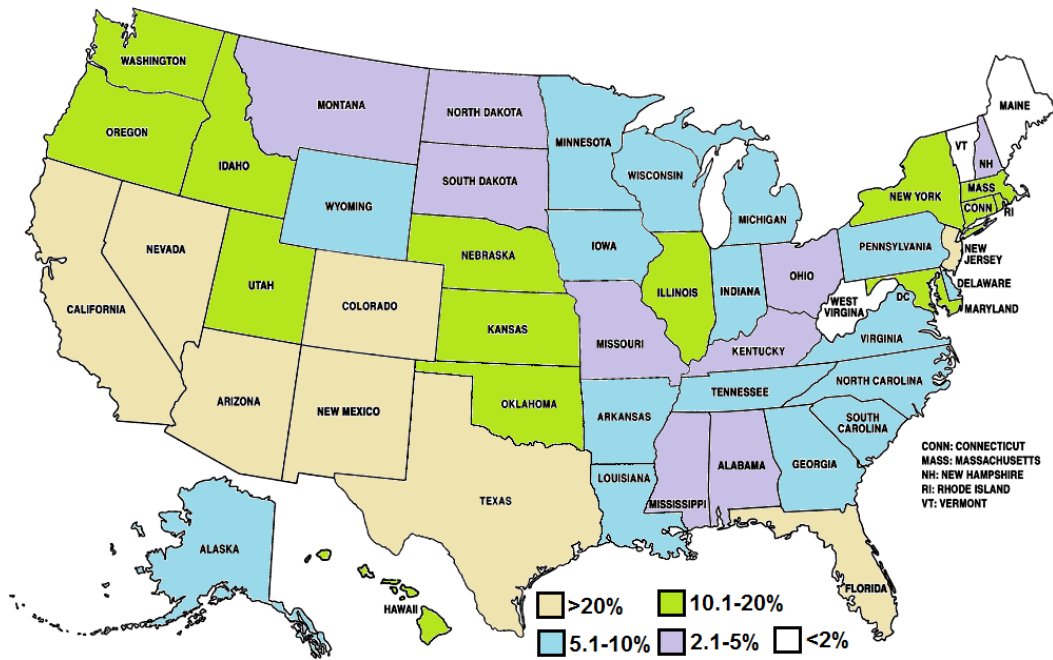 WASHINGTON
OREGON
IDAHO
MONTANA
NORTH DAKOTA
SOUTH DAKOTA
WYOMING
MINNESOTA
WISCONSIN
MICHIGAN
MAINE
VT
NH
NEW YORK
MASS
CONN
RI
NEVADA
CALIFORNIA
UTAH
COLORADO
NEBRASKA
KANSAS
IOWA
ILLINOIS
INDIANA
OHIO
PENNSYLVANIA
NEW
JERSEY
DELAWARE
MARYLAND
DC
WEST
VIRGINIA
VIRGINIA
KENTUCKY
MISSOURI
ARIZONA
NEW MEXICO
OKLAHOMA
ARKANSAS
TENNESSEE
NORTH CAROLINA
SOUTH
CAROLINA
TEXAS
LOUISIANA
MISSISSIPPI
ALABAMA
GEORGIA
FLORIDA
ALASKA
HAWAII
CONN: CONNECTICUT
MASS: MASSACHUSETTS
NH: NEW HAMPSHIRE
RI: RHODE ISLAND
VT: VERMONT
>20%
10.1-20%
5.1-10%
2.1-5%
<2%